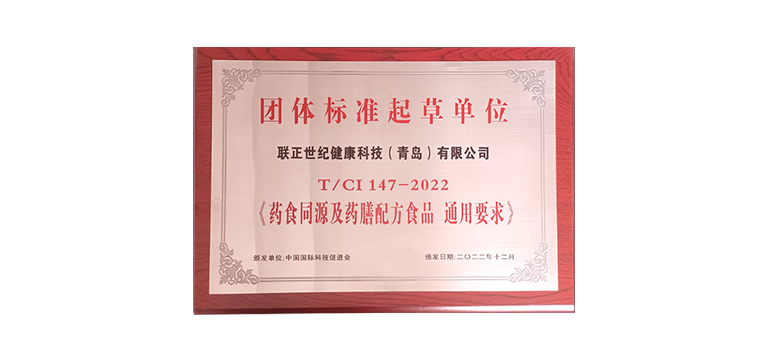 团体标准起草单位
联正世纪健康科技（青岛）有限公司
T/CI 147-2022
《药食同源及药膳配方食品 通用要求》
颁发单位:中国国际科技促进会 颁发日期:二〇二二年十二月